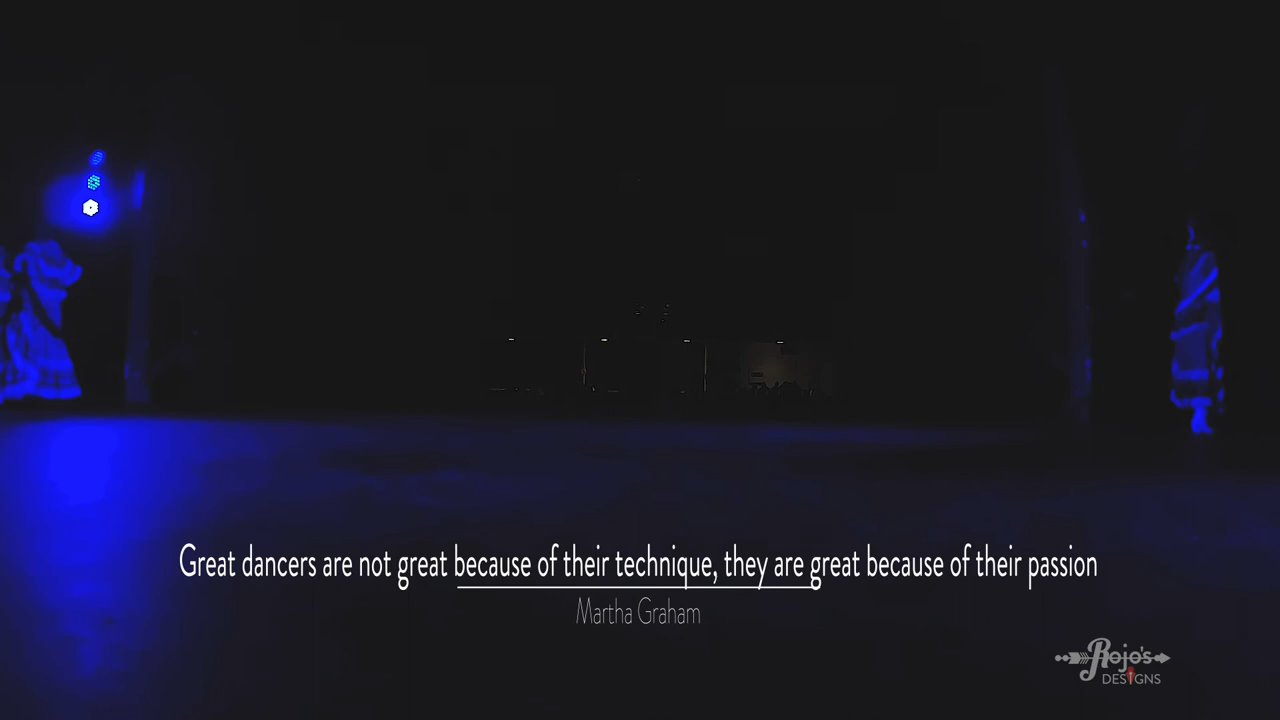 Great dancers are not great because of their technique, they are great because of their passion
Martha Graham
Rojo's
DESIGNS